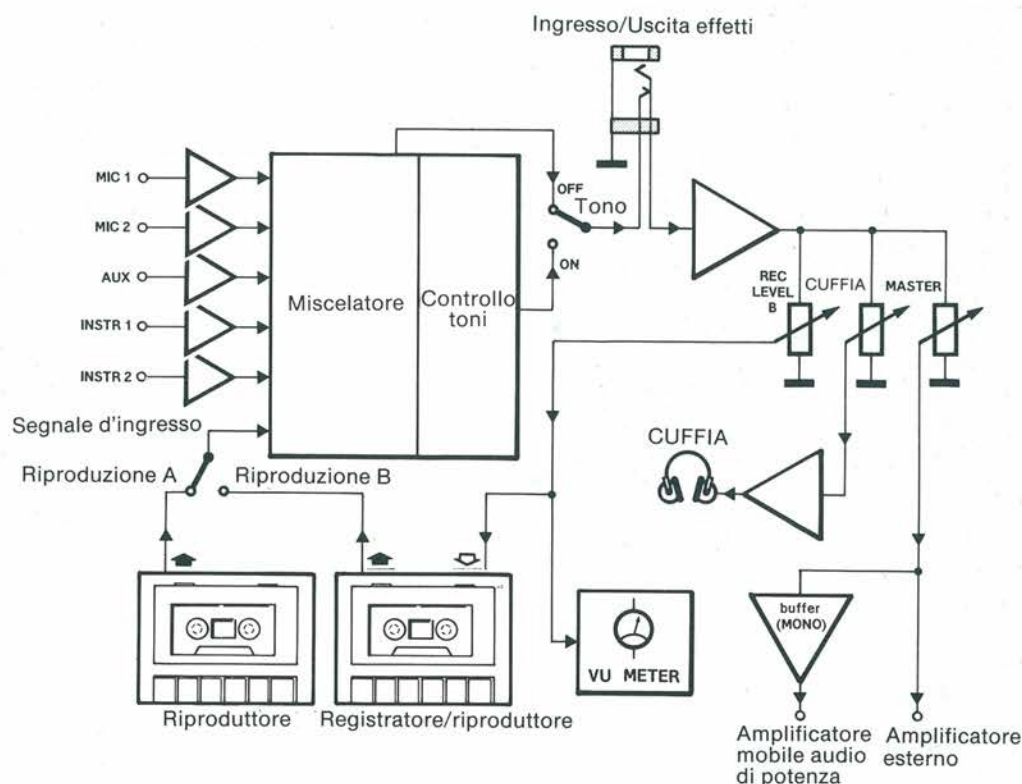 Ingresso/Uscita effetti
MIC 1
MIC 2
AUX
INSTR 1
INSTR 2
Miscelatore
Controllo
toni
OFF
Tono
ON
REC
LEVEL
B
CUFFIA
MASTER
Segnale d'ingresso
Riproduzione A
Riproduzione B
CUFFIA
buffer
(MONO)
VU METER
Riproduttore
Registratore/riproduttore
Amplificatore
mobile audio
di potenza
Amplificatore
esterno